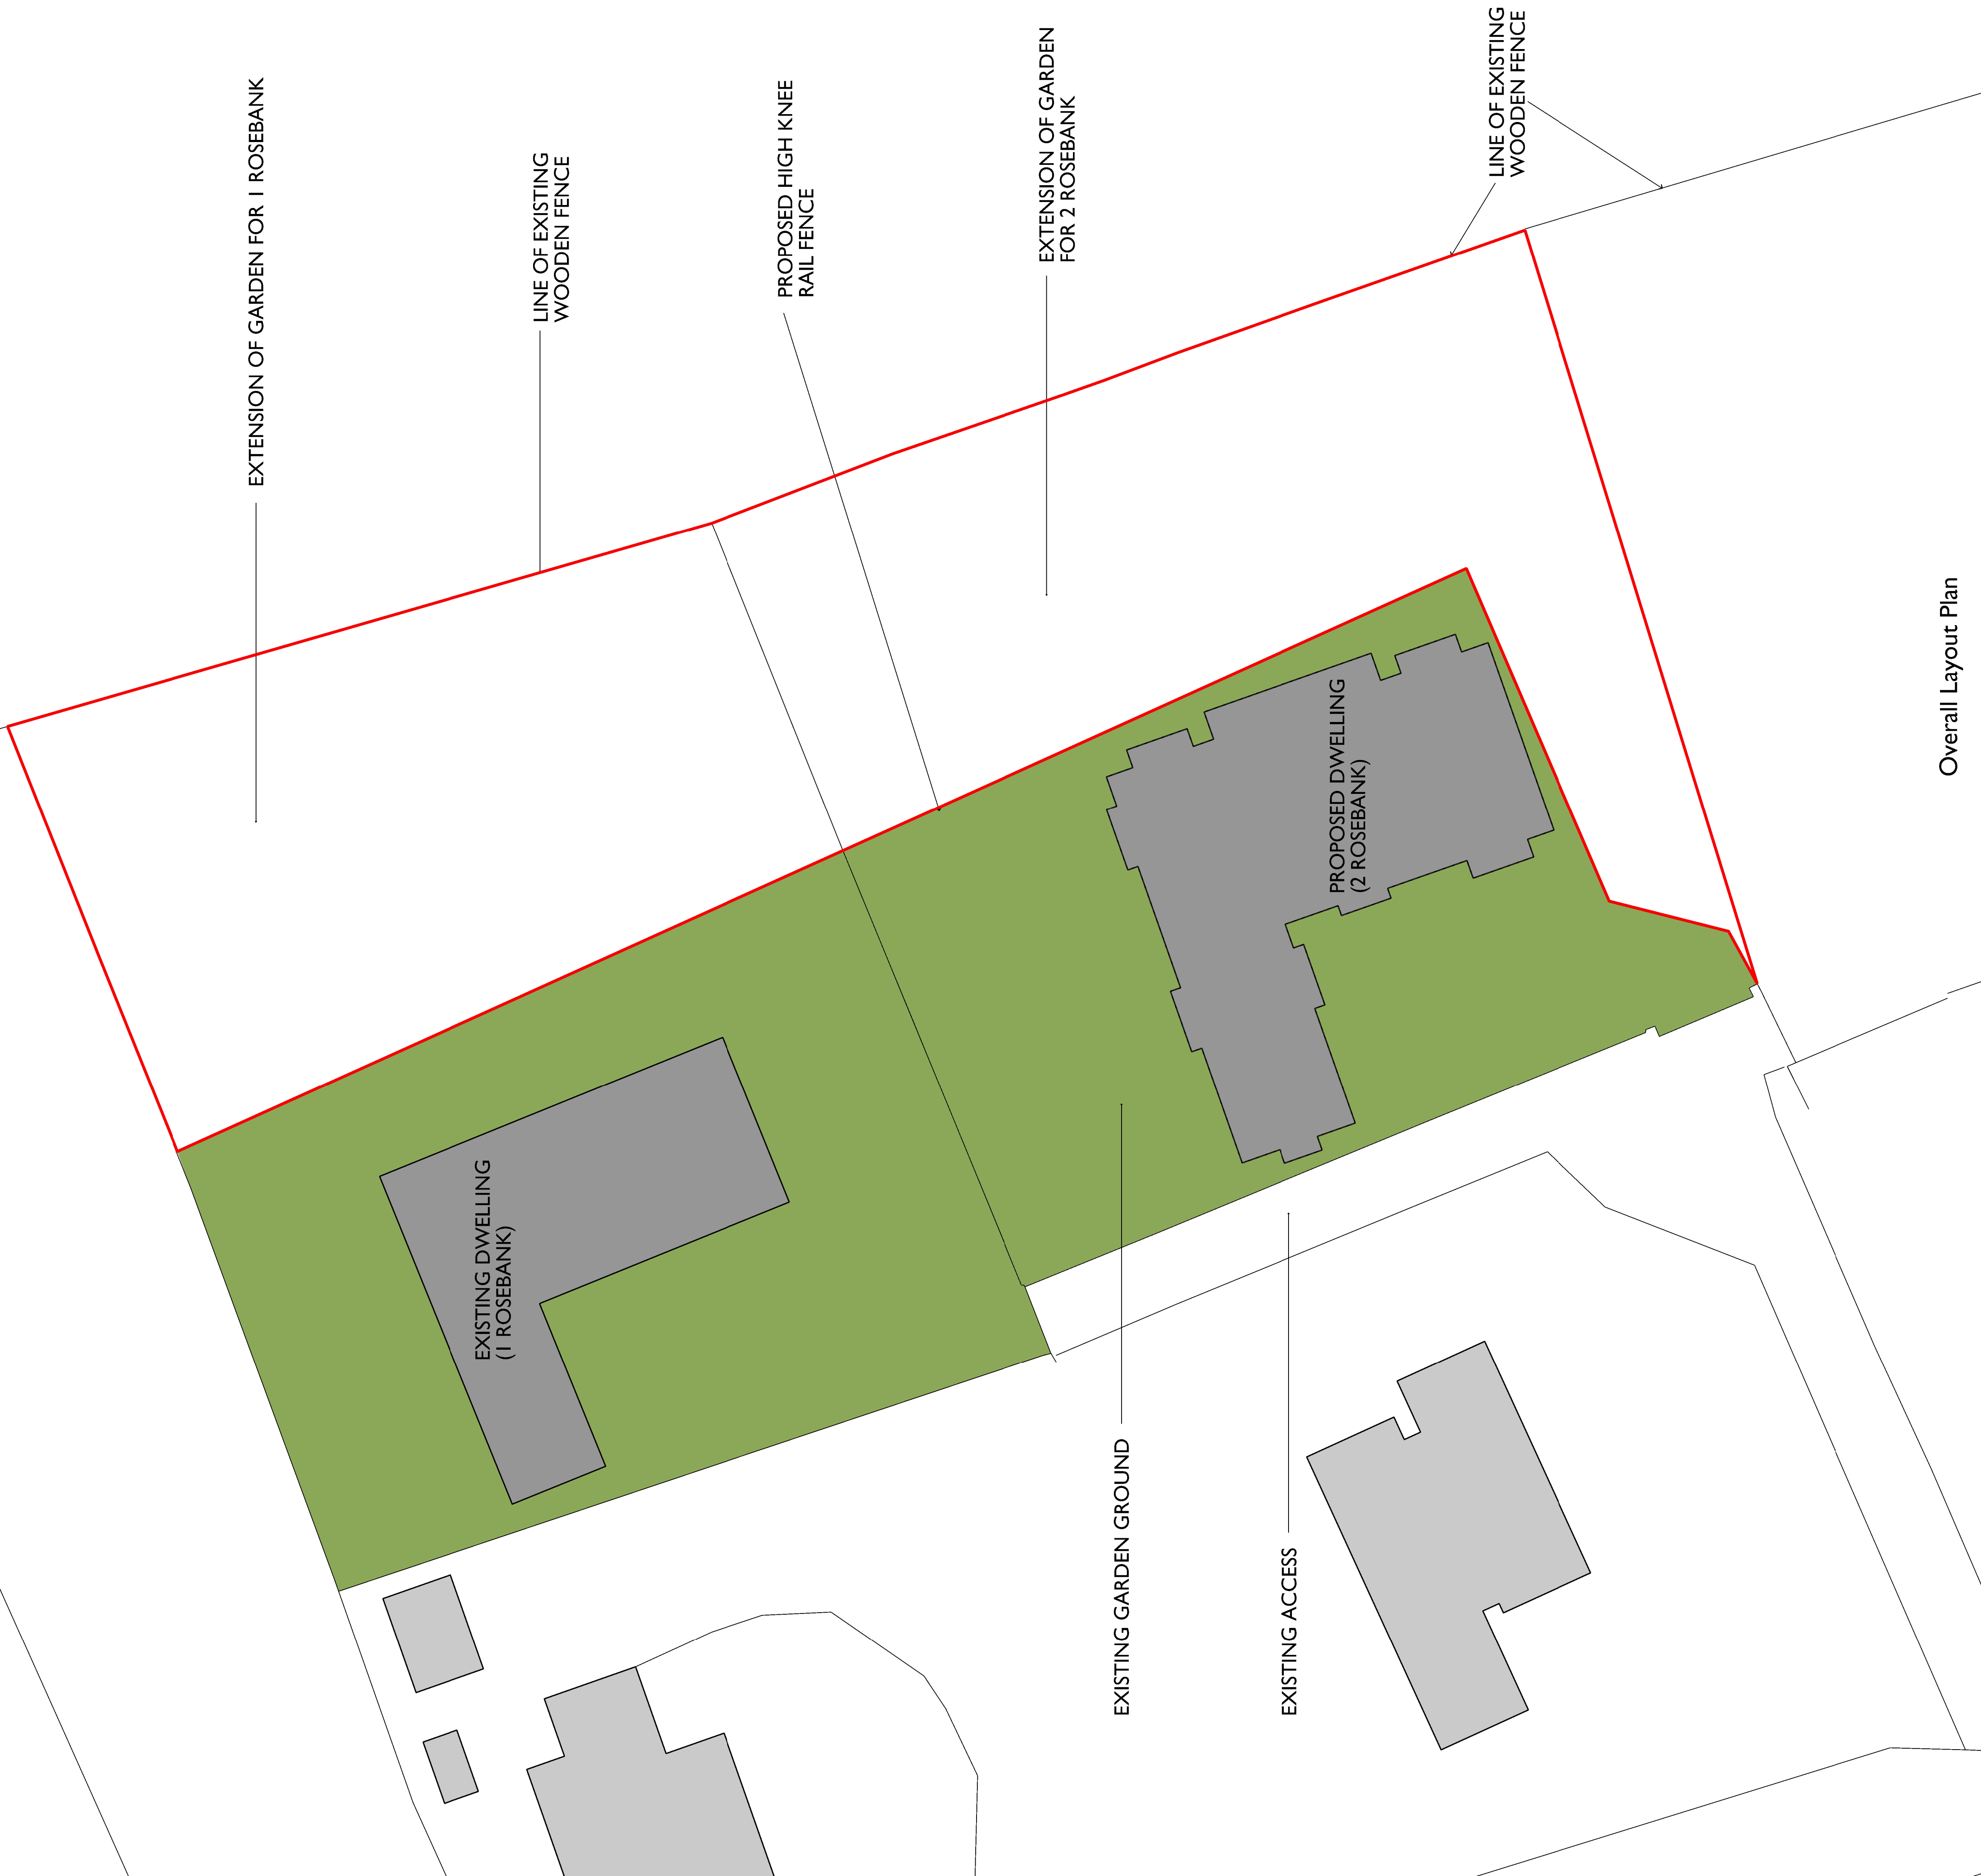 EXTENSION OF GARDEN FOR 1 ROSEBANK
LINE OF EXISTING
WOODEN FENCE
PROPOSED HIGH KNEE
RAIL FENCE
EXTENSION OF GARDEN
FOR 2 ROSEBANK
LINE OF EXISTING
WOODEN FENCE
EXISTING DWELLING
(1 ROSEBANK)
PROPOSED DWELLING
(2 ROSEBANK)
EXISTING GARDEN GROUND
EXISTING ACCESS
Overall Layout Plan